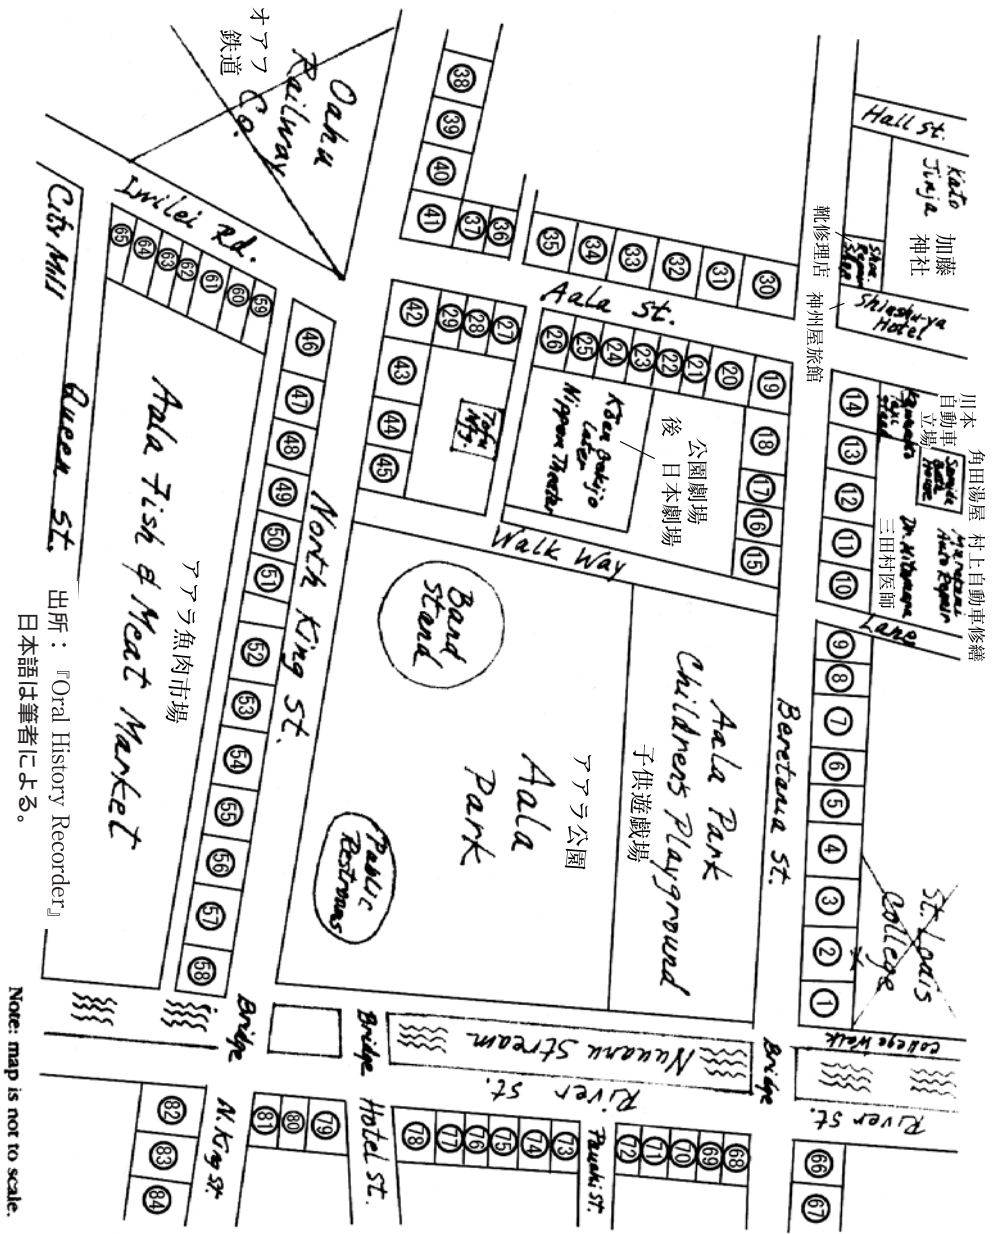 オアフ
鉄道
Oahu
Railway
Co.
Iwilei Rd.
City Mill
Queen St.
38
39
40
41
37
36
35
34
33
32
31
30
Hall St.
Kato
Jinja
加藤
神社
靴修理店
Shoe
Repair
Shop
神州屋旅館
Shinshu-ya
Hotel
Aala St.
65
64
63
62
61
60
59
46
47
48
49
50
51
52
53
54
55
56
57
58
42
29
28
27
43
44
45
Tofu
Mfg.
26
25
24
23
22
21
20
19
18
17
16
15
Koen Gekijo
Later
Nippon Theater
公園劇場
後 日本劇場
14
13
12
11
10
川本
自動車
立場
Kawamoto
Taxi
Stand
角田湯屋
Sumida
Bath
House
村上自動車修繕
Murakami
Auto Repair
三田村医師
Dr. Mitamura
Lane
9
8
7
6
5
4
3
2
1
St. Louis
College
College Walk
Walk Way
Band
Stand
North King St.
Aala Fish & Meat Market
アアラ魚肉市場
Aala Park
Children's Playground
子供遊戯場
アアラ公園
Aala
Park
Public
Restrooms
Beretania St.
Bridge
Bridge
Bridge
Nuuanu Stream
River St.
River St.
Hotel St.
N. King St.
Pauahi St.
82
83
84
81
80
79
78
77
76
75
74
73
72
71
70
69
68
66
67
出所：『Oral History Recorder』
日本語は筆者による。
Note: map is not to scale.